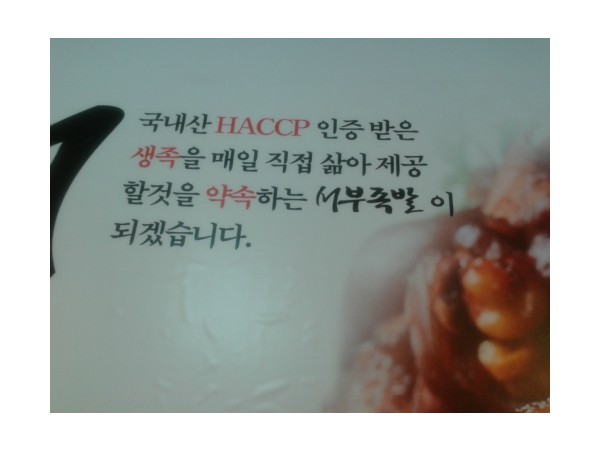 국내산 HACCP 인증 받은
생족을 매일 직접 삶아 제공
할것을 약속하는 서부족발 이
되겠습니다.